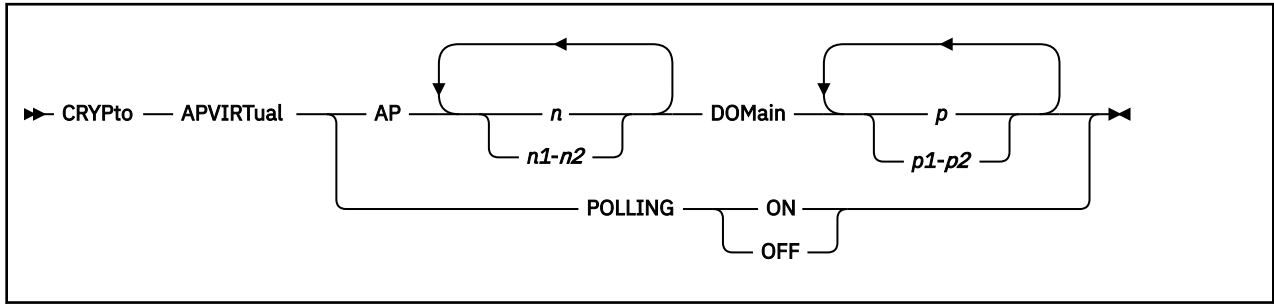 CRYPto APVIRTual AP n DOMain p
n1-n2 p1-p2
POLLING ON
OFF